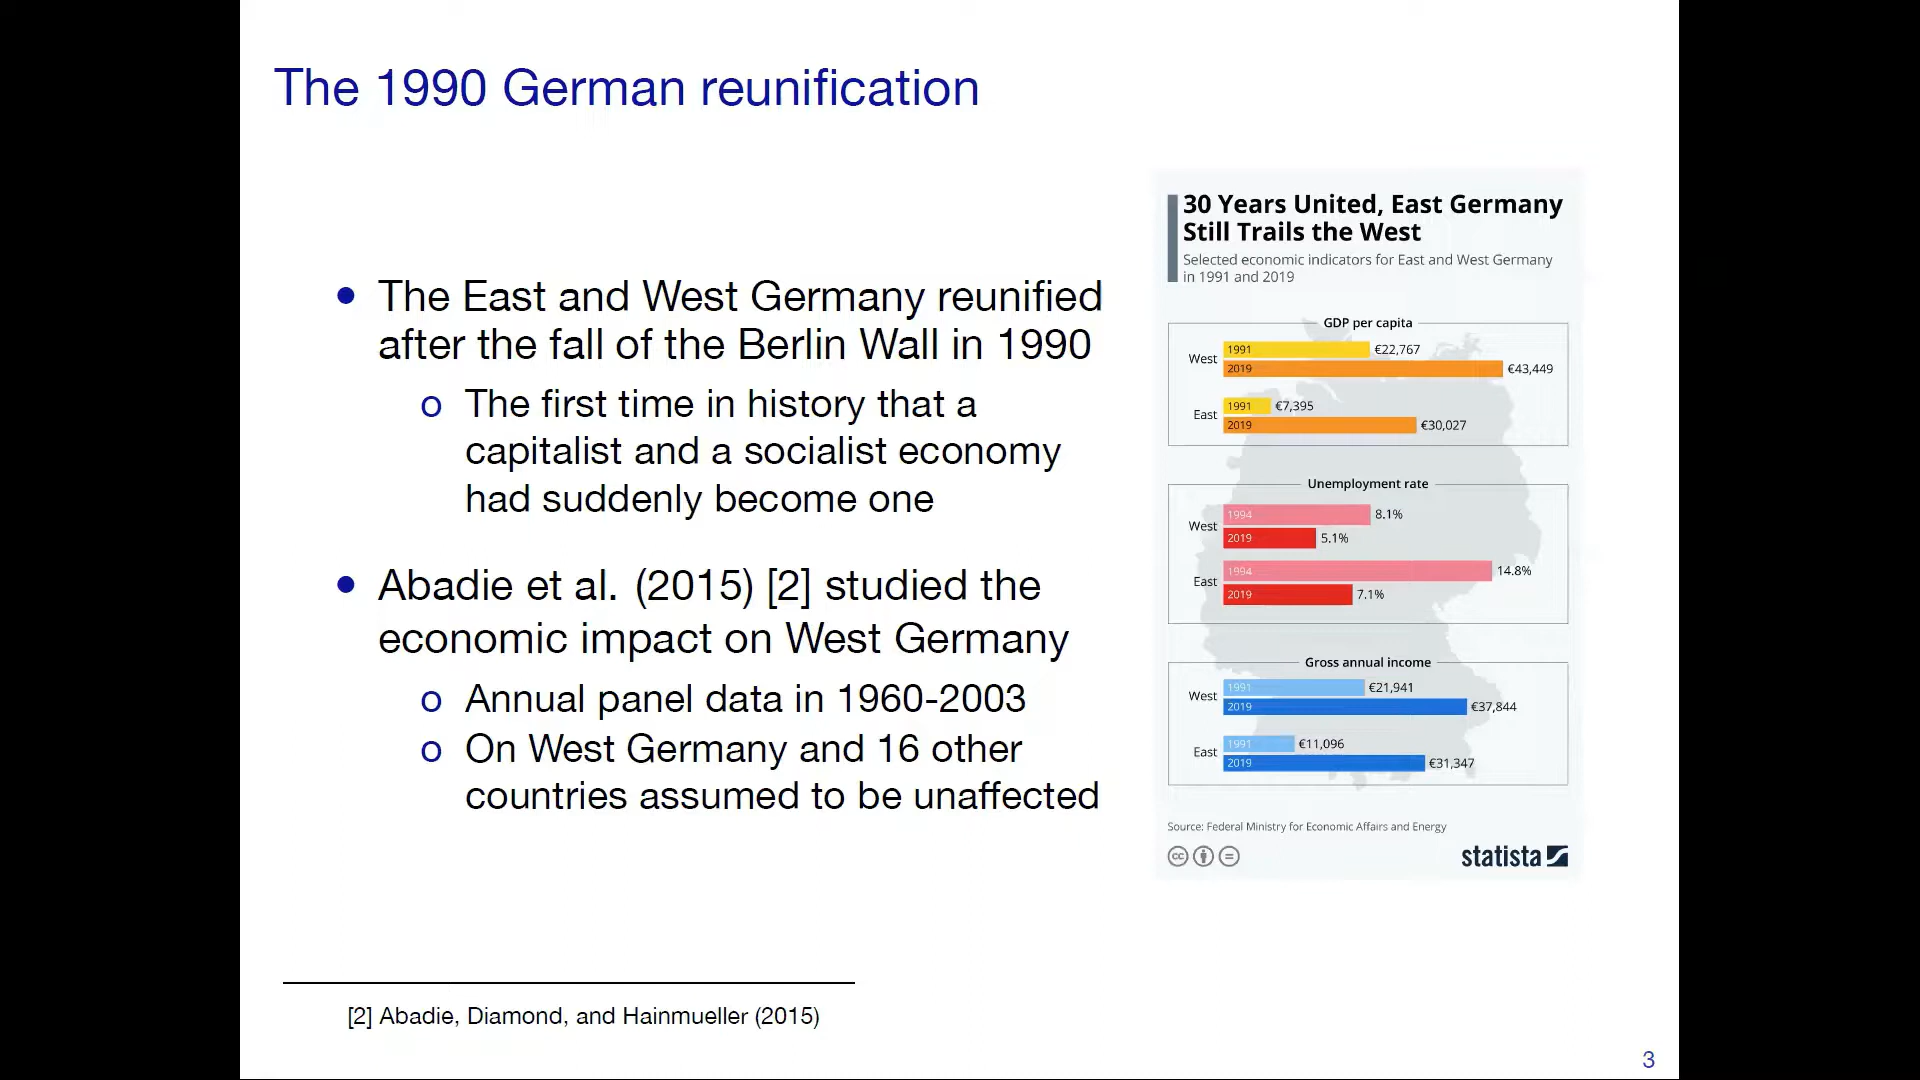 The 1990 German reunification
• The East and West Germany reunified
after the fall of the Berlin Wall in 1990
o The first time in history that a
capitalist and a socialist economy
had suddenly become one
• Abadie et al. (2015) [2] studied the
economic impact on West Germany
o Annual panel data in 1960-2003
o On West Germany and 16 other
countries assumed to be unaffected
30 Years United, East Germany
Still Trails the West
Selected economic indicators for East and West Germany
in 1991 and 2019
GDP per capita
West
1991 €22,767
2019 €43,449
East
1991 €7,395
2019 €30,027
Unemployment rate
West
1994 8.1%
2019 5.1%
East
1994 14.8%
2019 7.1%
Gross annual income
West
1991 €21,941
2019 €37,844
East
1991 €11,096
2019 €31,347
Source: Federal Ministry for Economic Affairs and Energy
cc
statista
[2] Abadie, Diamond, and Hainmueller (2015)
3